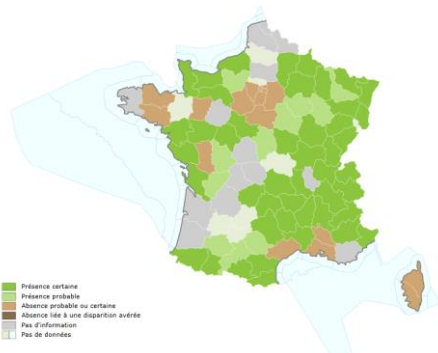 Présence certaine
Présence probable
Absence probable ou certaine
Absence liée à une disparition avérée
Pas d'information
Pas de données